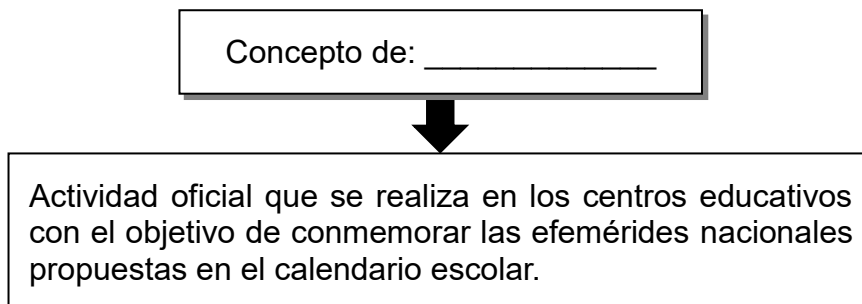 Concepto de: _____________
Actividad oficial que se realiza en los centros educativos
con el objetivo de conmemorar las efemérides nacionales
propuestas en el calendario escolar.